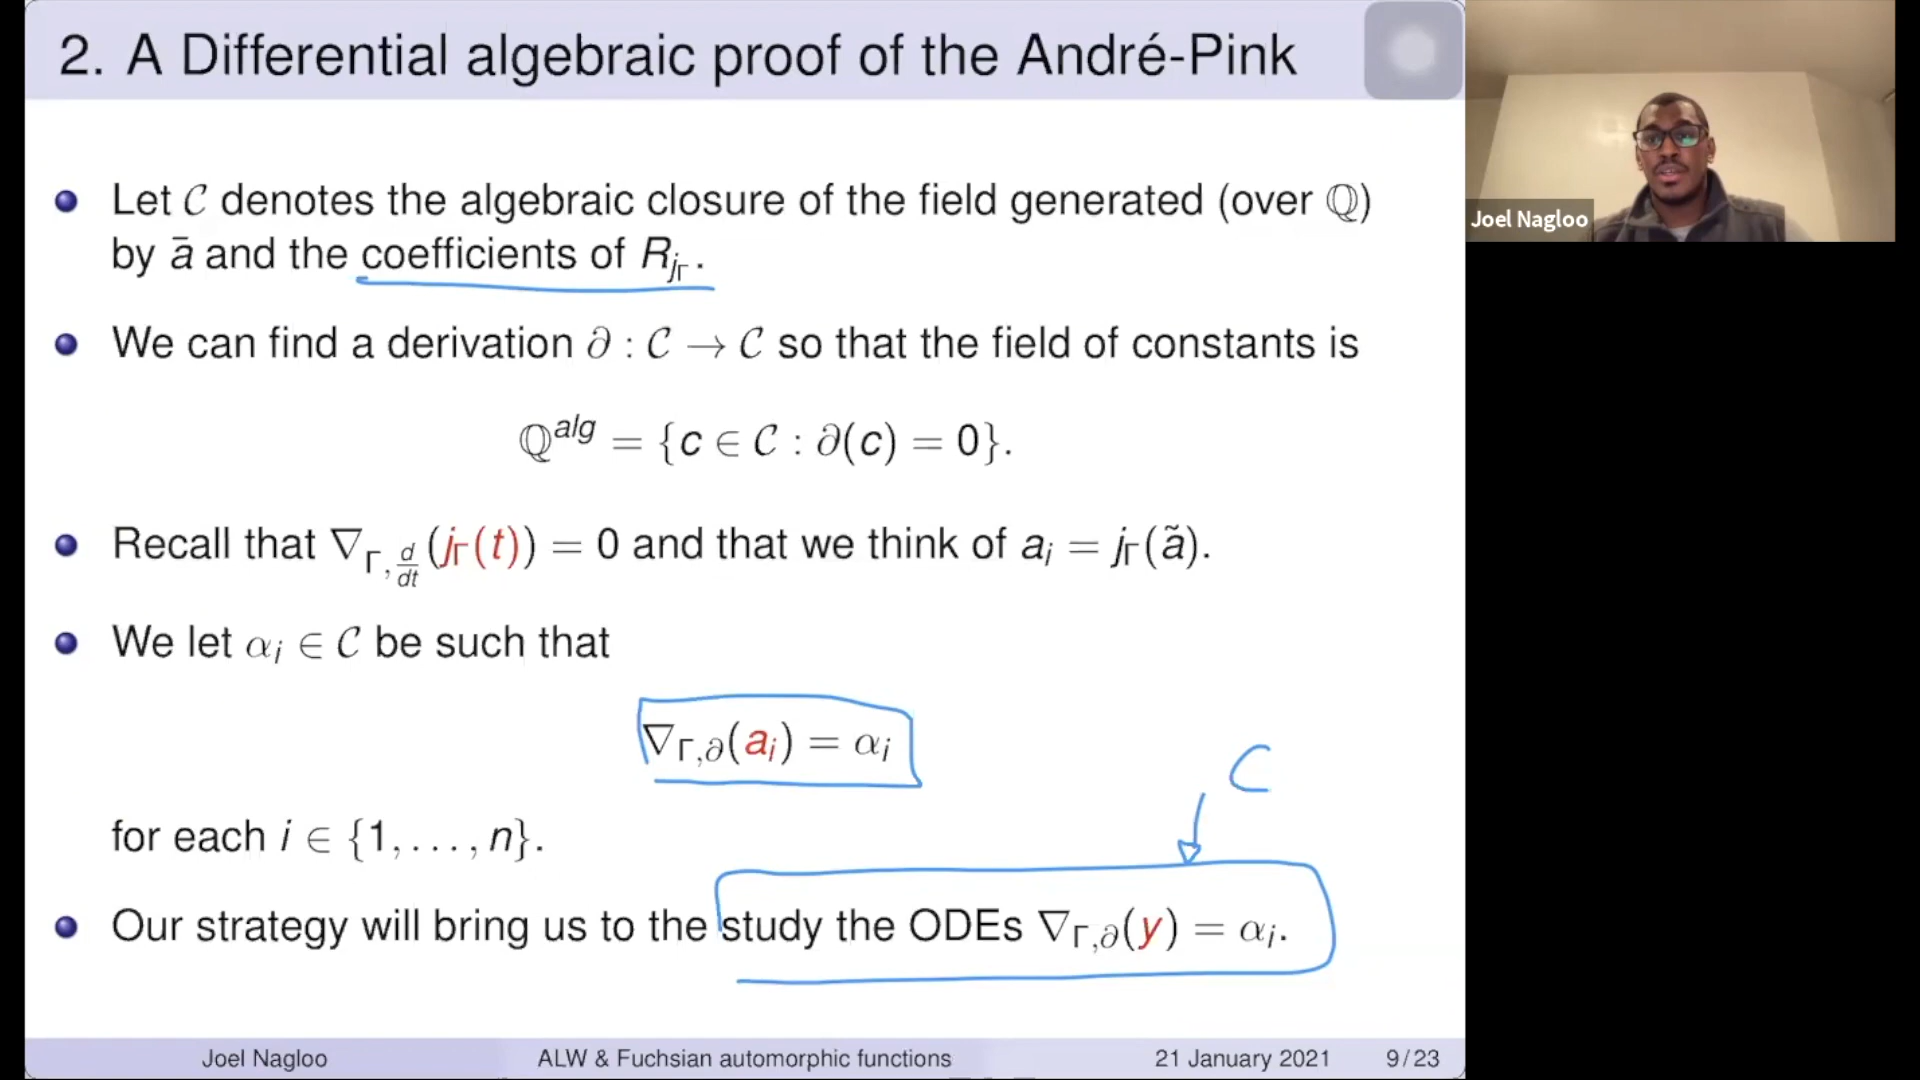 2. A Differential algebraic proof of the André-Pink
Let 𝒞 denotes the algebraic closure of the field generated (over ℚ)
by ā and the coefficients of R_{j_Γ}.
We can find a derivation ∂ : 𝒞 → 𝒞 so that the field of constants is
ℚ^{alg} = {c ∈ 𝒞 : ∂(c) = 0}.
Recall that ∇_{Γ, d/dt}(j_Γ(t)) = 0 and that we think of a_i = j_Γ(ã).
We let α_i ∈ 𝒞 be such that
∇_{Γ,∂}(a_i) = α_i
C
for each i ∈ {1, . . . , n}.
Our strategy will bring us to the study the ODEs ∇_{Γ,∂}(y) = α_i.
Joel Nagloo ALW & Fuchsian automorphic functions 21 January 2021 9/23
Joel Nagloo